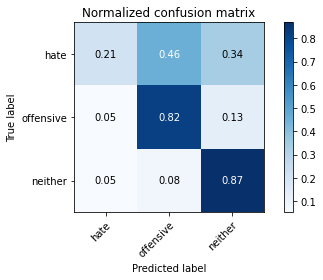 Normalized confusion matrix
True label
hate
0.21 0.46 0.34
offensive
0.05 0.82 0.13
neither
0.05 0.08 0.87
hate offensive neither
Predicted label
0.8
0.7
0.6
0.5
0.4
0.3
0.2
0.1